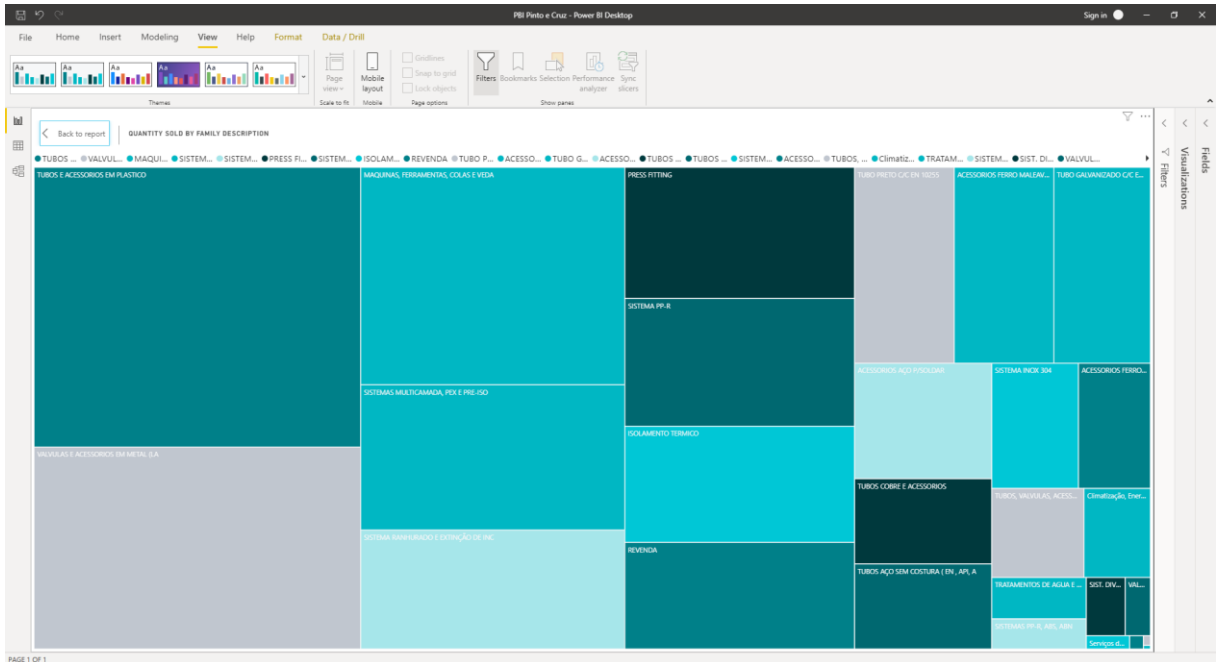 PBI Pinto e Cruz - Power BI Desktop
Sign in
File Home Insert Modeling View Help Format Data / Drill
Aa Aa Aa Aa Aa Aa
Page view
Mobile layout
Gridlines
Snap to grid
Lock objects
Filters Bookmarks Selection Performance analyzer Sync slicers
Themes Scale to fit Mobile Page options Show panes
Back to report
QUANTITY SOLD BY FAMILY DESCRIPTION
TUBOS ... VALVUL... MAQUI... SISTEM... SISTEM... PRESS FI... SISTEM... ISOLAM... REVENDA TUBO P... ACESSO... TUBO G... ACESSO... TUBOS ... TUBOS ... SISTEM... ACESSO... TUBOS, ... Climatiz... TRATAM... SISTEM... SIST. DI... VALVUL...
Filters
Visualizations
Fields
TUBOS E ACESSORIOS EM PLASTICO
VALVULAS E ACESSORIOS EM METAL (LA
MAQUINAS, FERRAMENTAS, COLAS E VEDA
SISTEMAS MULTICAMADA, PEX E PRE-ISO
SISTEMA RANHURADO E EXTINÇÃO DE INC
PRESS FITTING
SISTEMA PP-R
ISOLAMENTO TERMICO
REVENDA
TUBO PRETO C/C EN 10255
ACESSORIOS FERRO MALEAV...
TUBO GALVANIZADO C/C E...
ACESSORIOS AÇO P/SOLDAR
SISTEMA INOX 304
ACESSORIOS FERRO...
TUBOS COBRE E ACESSORIOS
TUBOS, VALVULAS, ACESS...
Climatização, Ener...
TUBOS AÇO SEM COSTURA ( EN , API, A
TRATAMENTOS DE AGUA E ...
SIST. DIV...
VAL...
SISTEMAS PP-R, ABS, ABV
Serviços d...
PAGE 1 OF 1